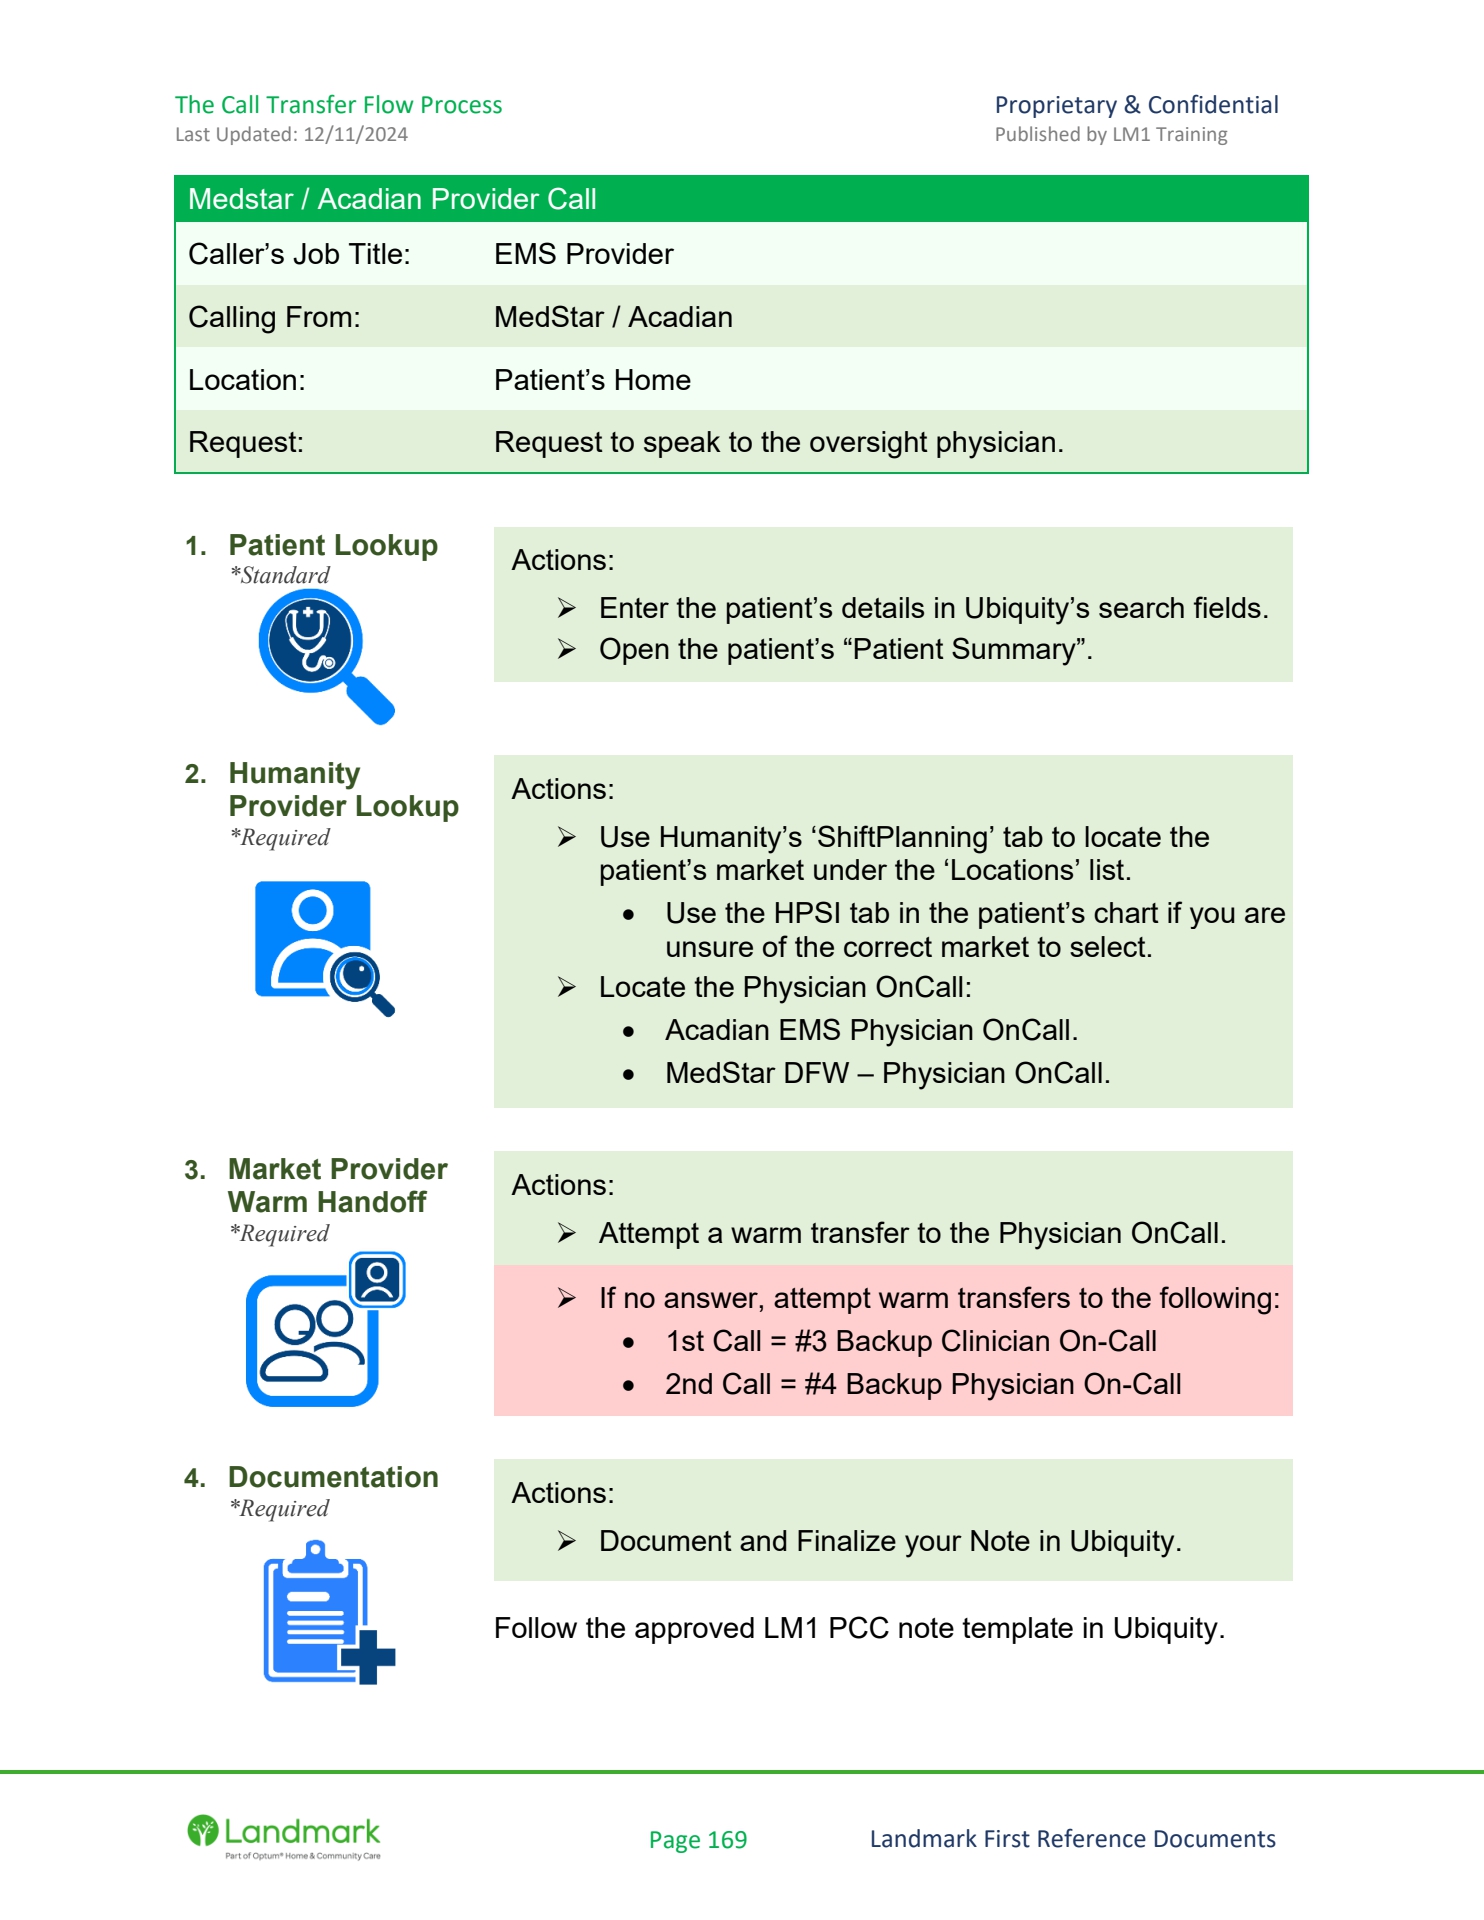 The Call Transfer Flow Process
Proprietary & Confidential
Last Updated: 12/11/2024
Published by LM1 Training
Medstar / Acadian Provider Call
Caller’s Job Title: EMS Provider
Calling From: MedStar / Acadian
Location: Patient’s Home
Request: Request to speak to the oversight physician.
1. Patient Lookup
*Standard
Actions:
➢ Enter the patient’s details in Ubiquity’s search fields.
➢ Open the patient’s “Patient Summary”.
2. Humanity
Provider Lookup
*Required
Actions:
➢ Use Humanity’s ‘ShiftPlanning’ tab to locate the
patient’s market under the ‘Locations’ list.
• Use the HPSI tab in the patient’s chart if you are
unsure of the correct market to select.
➢ Locate the Physician OnCall:
• Acadian EMS Physician OnCall.
• MedStar DFW – Physician OnCall.
3. Market Provider
Warm Handoff
*Required
Actions:
➢ Attempt a warm transfer to the Physician OnCall.
➢ If no answer, attempt warm transfers to the following:
• 1st Call = #3 Backup Clinician On-Call
• 2nd Call = #4 Backup Physician On-Call
4. Documentation
*Required
Actions:
➢ Document and Finalize your Note in Ubiquity.
Follow the approved LM1 PCC note template in Ubiquity.
Landmark
Part of Optum® Home & Community Care
Page 169
Landmark First Reference Documents